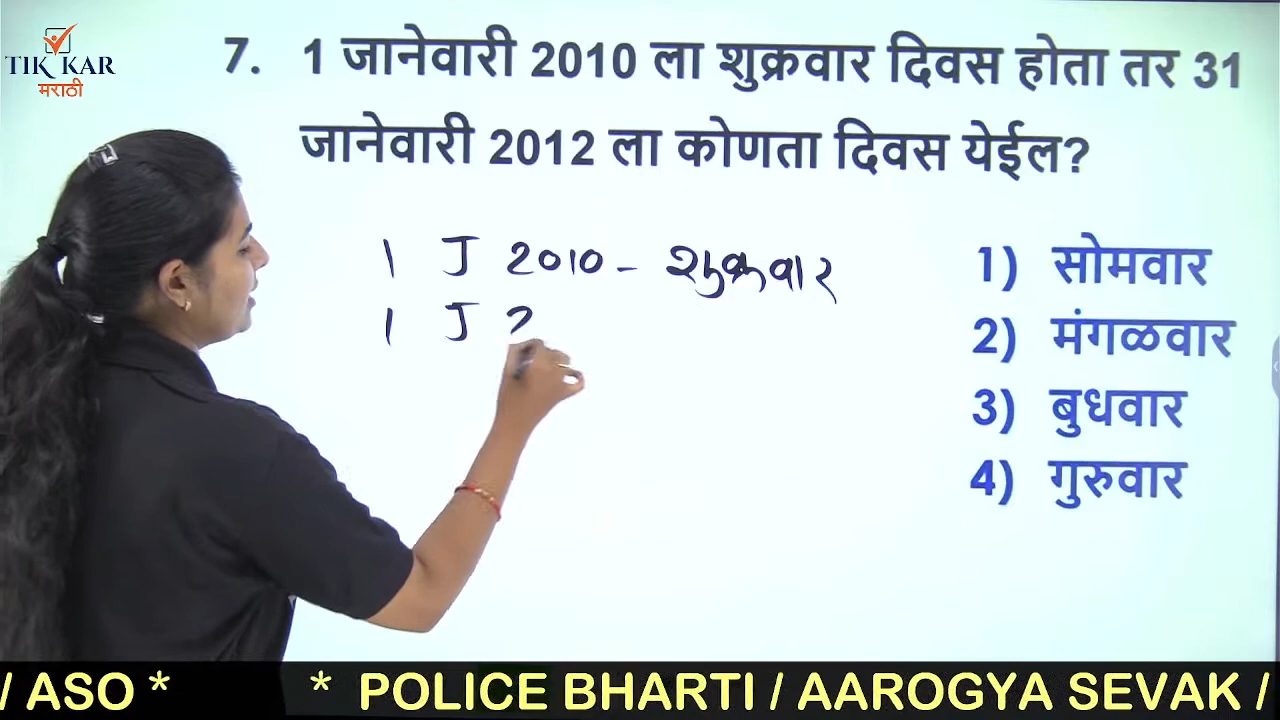 TIK KAR
मराठी
7. 1 जानेवारी 2010 ला शुक्रवार दिवस होता तर 31
जानेवारी 2012 ला कोणता दिवस येईल?
1 J 2010 - शुक्रवार
1 J 2
1) सोमवार
2) मंगळवार
3) बुधवार
4) गुरुवार
/ ASO * * POLICE BHARTI / AAROGYA SEVAK /